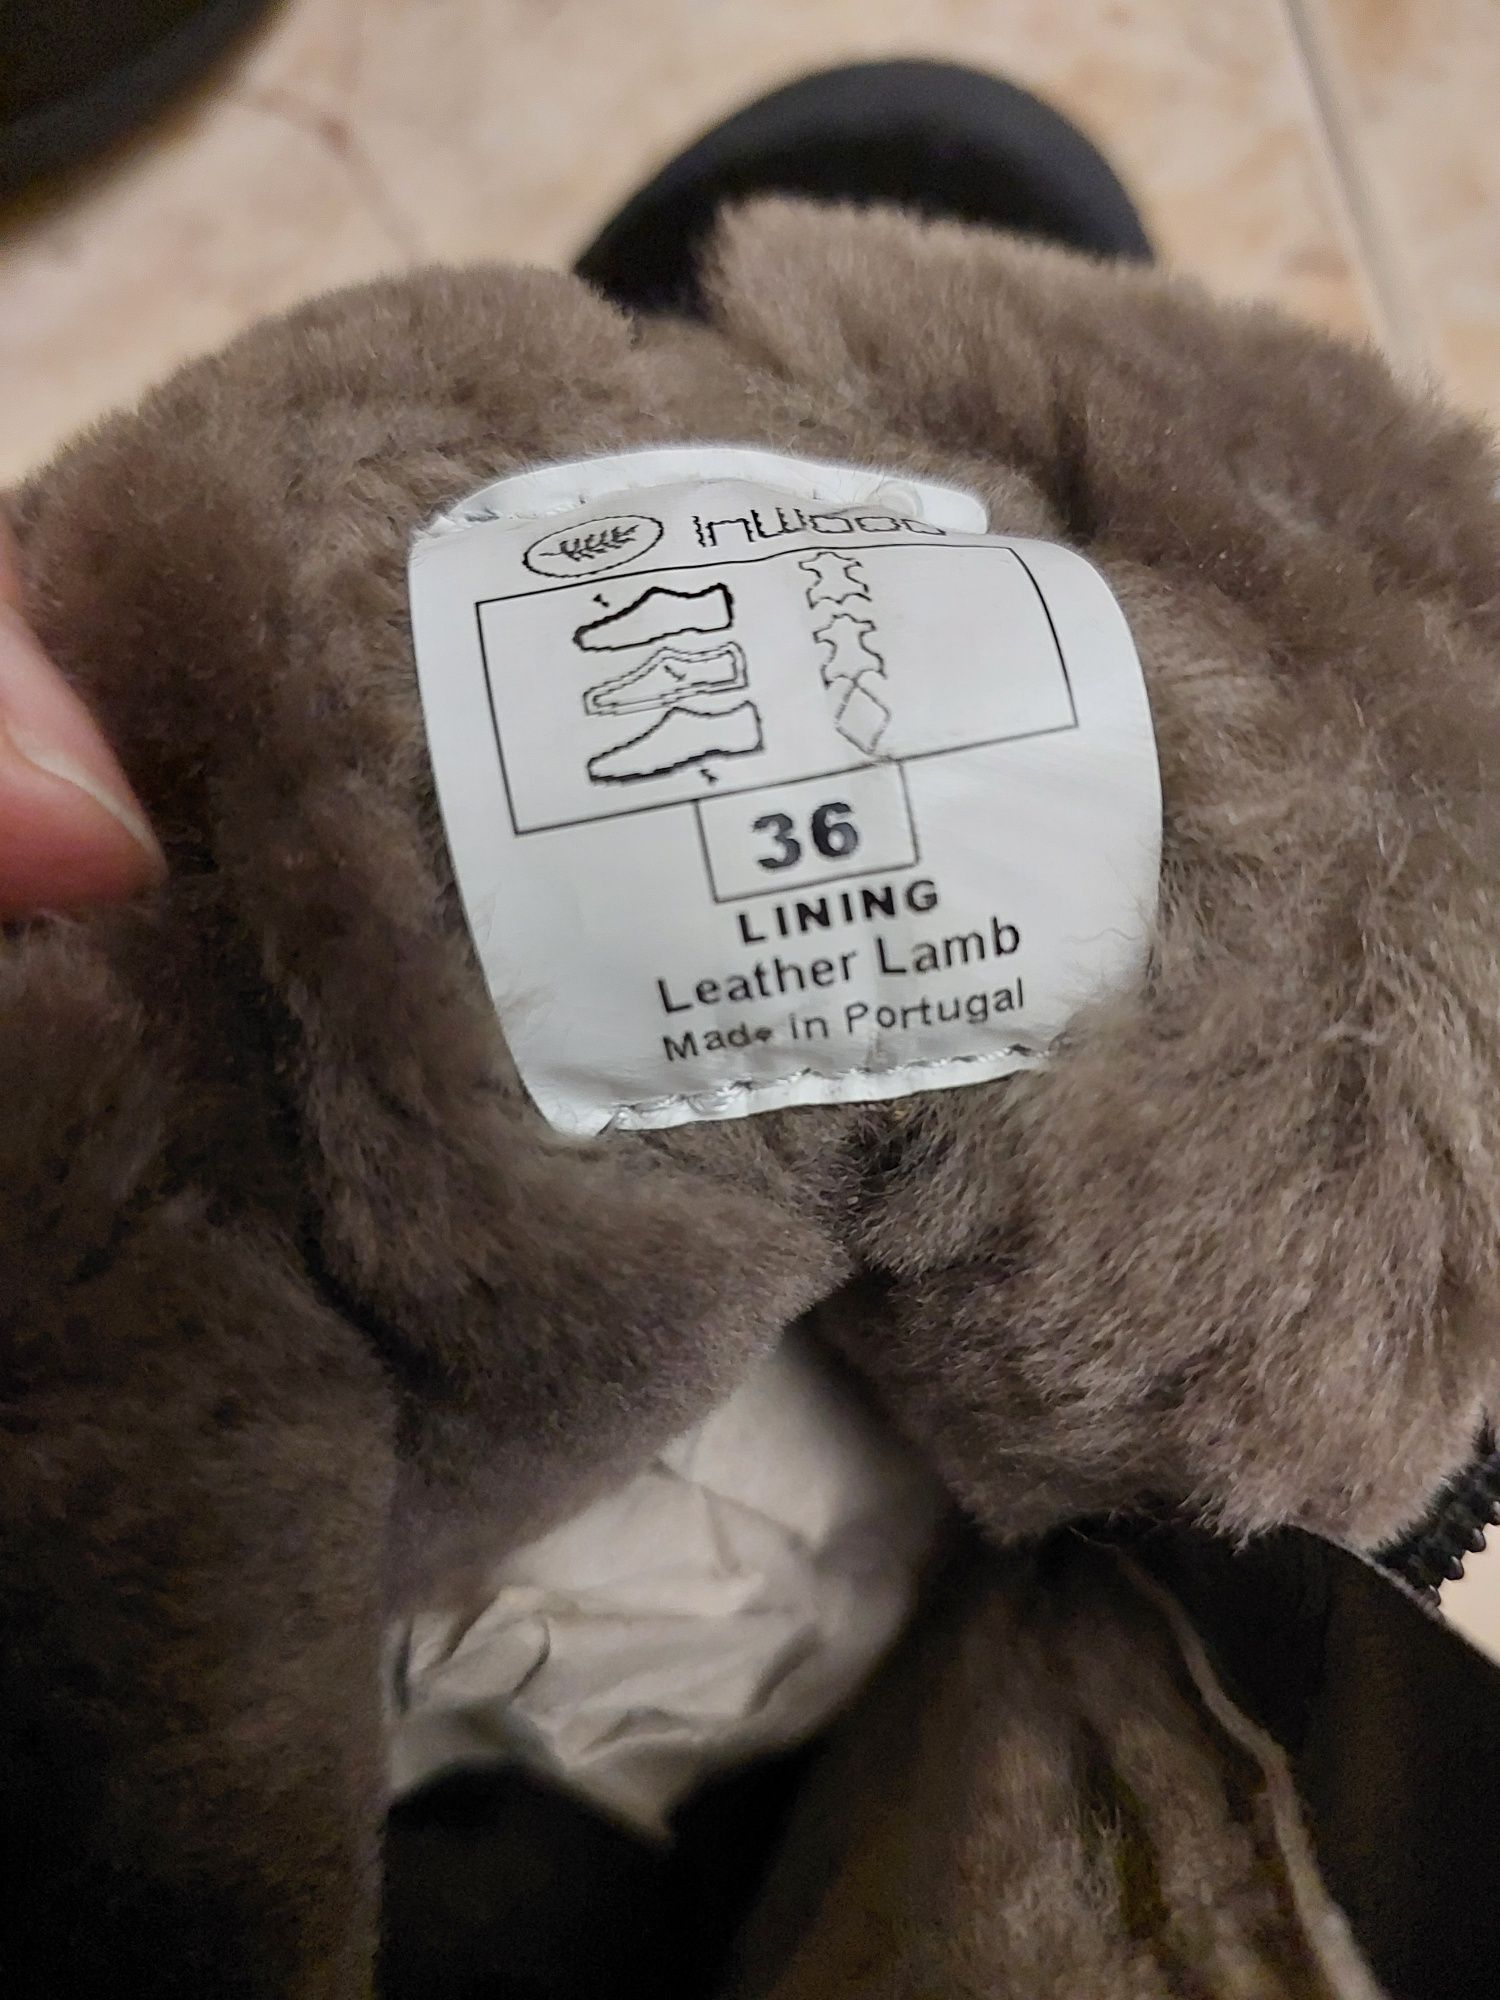 inwood
36
LINING
Leather Lamb
Made in Portugal